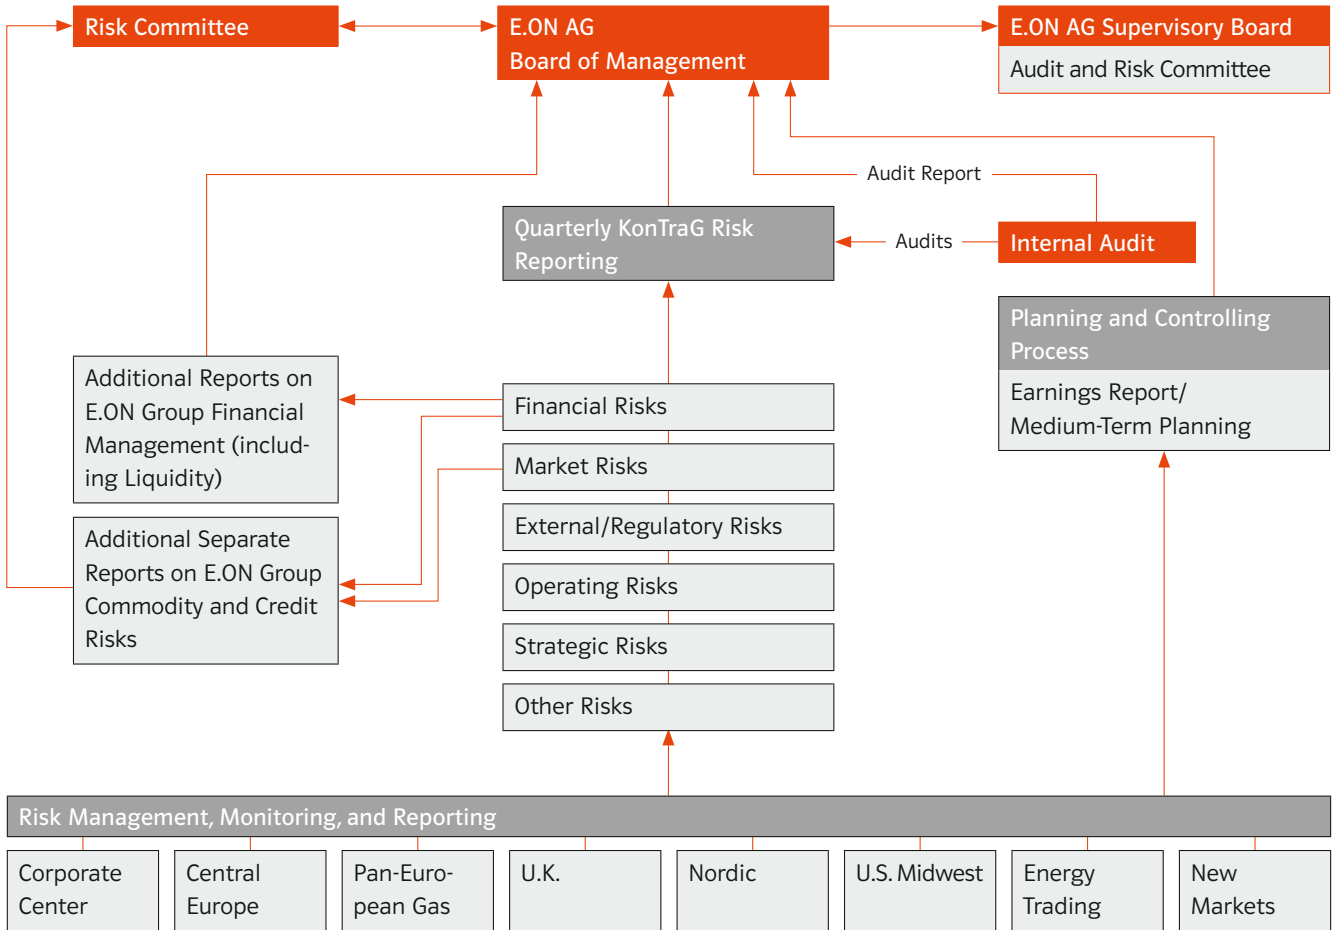 Risk Committee
E.ON AG
Board of Management
E.ON AG Supervisory Board
Audit and Risk Committee
Audit Report
Quarterly KonTraG Risk
Reporting
Audits
Internal Audit
Planning and Controlling
Process
Earnings Report/
Medium-Term Planning
Additional Reports on
E.ON Group Financial
Management (includ-
ing Liquidity)
Additional Separate
Reports on E.ON Group
Commodity and Credit
Risks
Financial Risks
Market Risks
External/Regulatory Risks
Operating Risks
Strategic Risks
Other Risks
Risk Management, Monitoring, and Reporting
Corporate
Center
Central
Europe
Pan-Euro-
pean Gas
U.K.
Nordic
U.S. Midwest
Energy
Trading
New
Markets